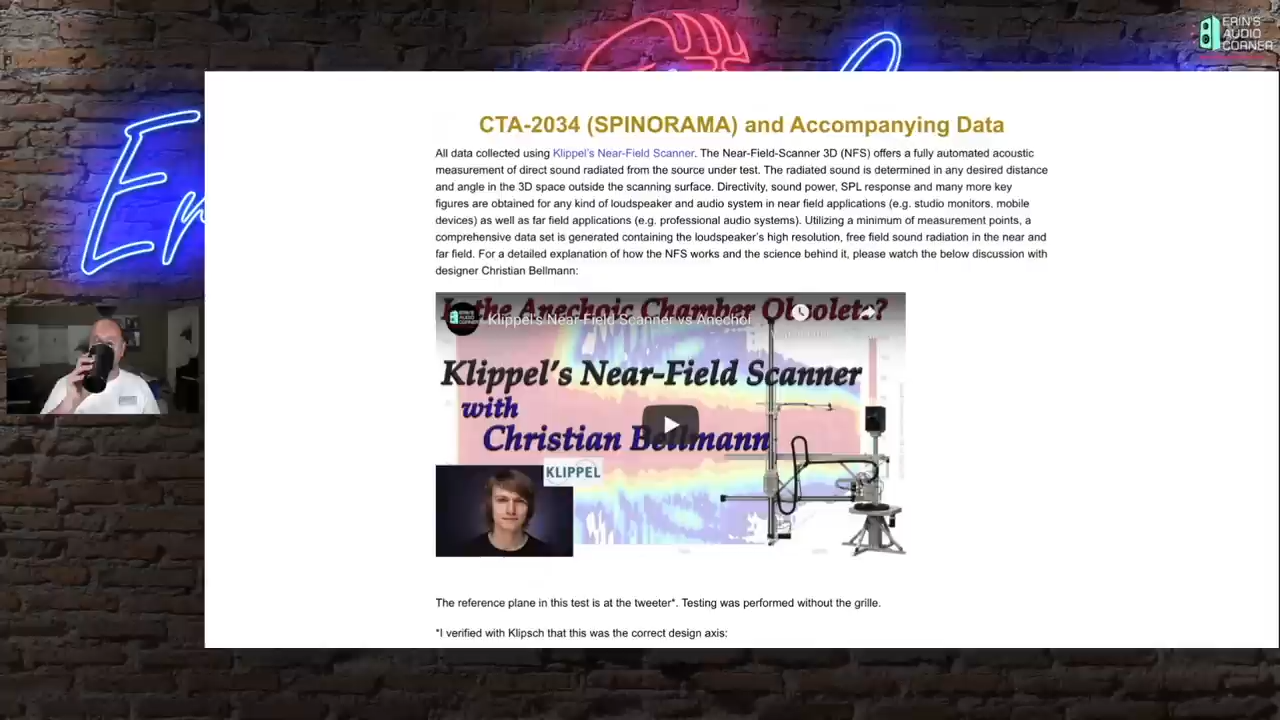 ERIN'S
AUDIO
CORNER
CTA-2034 (SPINORAMA) and Accompanying Data
All data collected using Klippel's Near-Field Scanner. The Near-Field-Scanner 3D (NFS) offers a fully automated acoustic
measurement of direct sound radiated from the source under test. The radiated sound is determined in any desired distance
and angle in the 3D space outside the scanning surface. Directivity, sound power, SPL response and many more key
figures are obtained for any kind of loudspeaker and audio system in near field applications (e.g. studio monitors. mobile
devices) as well as far field applications (e.g. professional audio systems). Utilizing a minimum of measurement points, a
comprehensive data set is generated containing the loudspeaker's high resolution, free field sound radiation in the near and
far field. For a detailed explanation of how the NFS works and the science behind it, please watch the below discussion with
designer Christian Bellmann:
Is the Anechoic Chamber Obsolete?
Klippel's Near-Field Scanner vs Anechoi
Klippel's Near-Field Scanner
with
Christian Bellmann
KLIPPEL
The reference plane in this test is at the tweeter*. Testing was performed without the grille.
*I verified with Klipsch that this was the correct design axis: